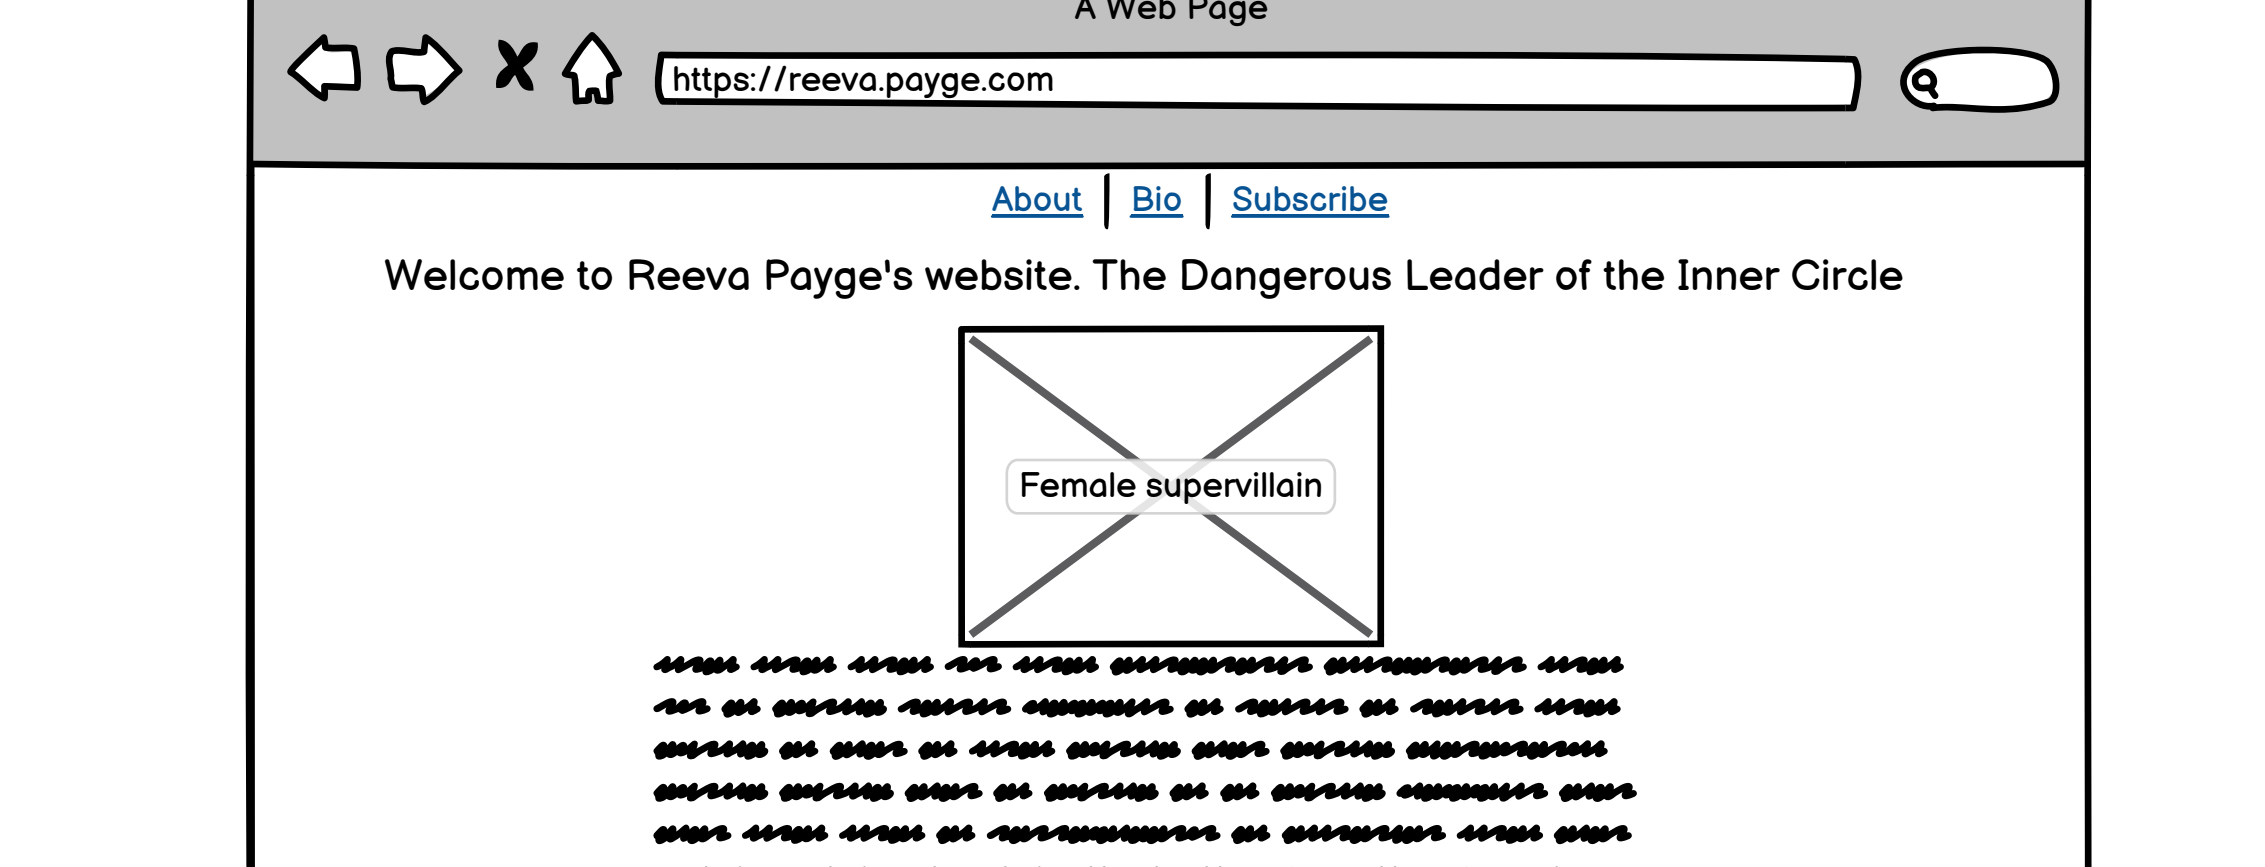 A Web Page
https://reeva.payge.com
About Bio Subscribe
Welcome to Reeva Payge's website. The Dangerous Leader of the Inner Circle
Female supervillain